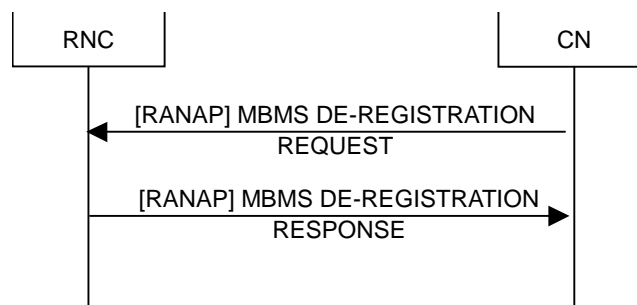 RNC
CN
[RANAP] MBMS DE-REGISTRATION
REQUEST
[RANAP] MBMS DE-REGISTRATION
RESPONSE